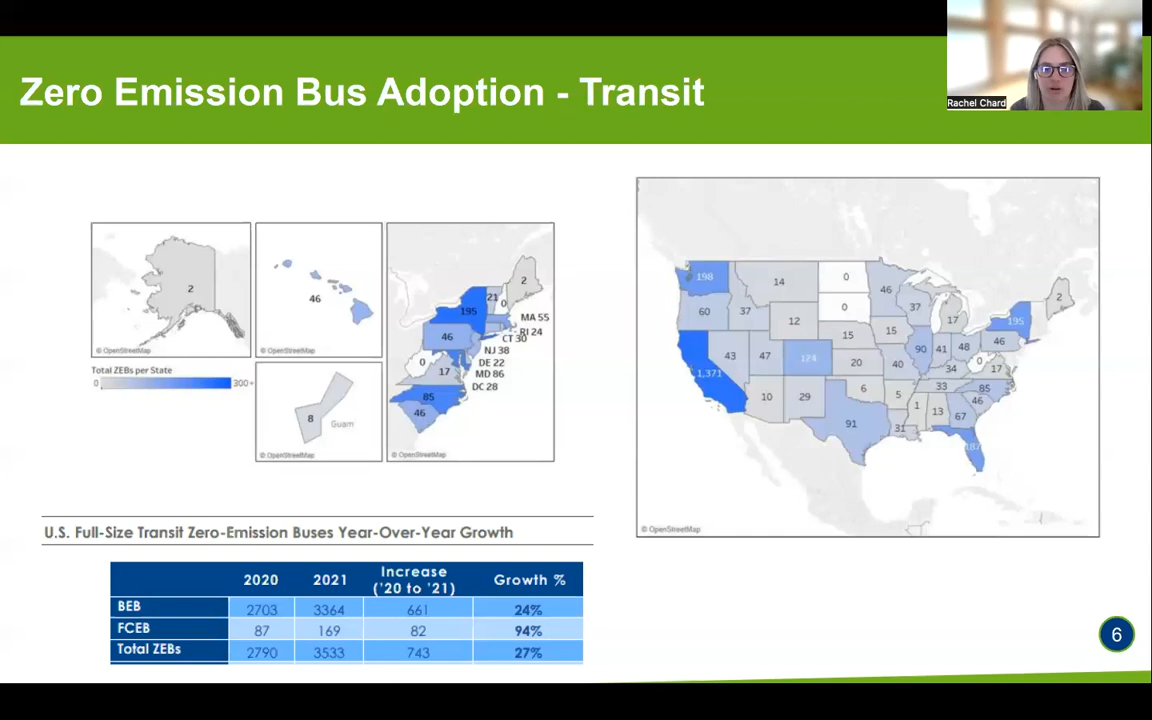 Zero Emission Bus Adoption - Transit
Rachel Chard
2
© OpenStreetMap
46
© OpenStreetMap
Total ZEBs per State
0
300+
8
Guam
© OpenStreetMap
2
21
0
195
MA 55
RI 24
CT 30
46
NJ 38
0
DE 22
17
MD 86
DC 28
85
46
© OpenStreetMap
198
14
0
46
2
60
37
0
37
17
195
12
15
15
46
1,371
43
47
124
20
40
90
41
48
0
17
34
10
29
6
5
33
85
46
91
31
1
13
67
187
© OpenStreetMap
U.S. Full-Size Transit Zero-Emission Buses Year-Over-Year Growth
2020 2021 Increase ('20 to '21) Growth %
BEB 2703 3364 661 24%
FCEB 87 169 82 94%
Total ZEBs 2790 3533 743 27%
6